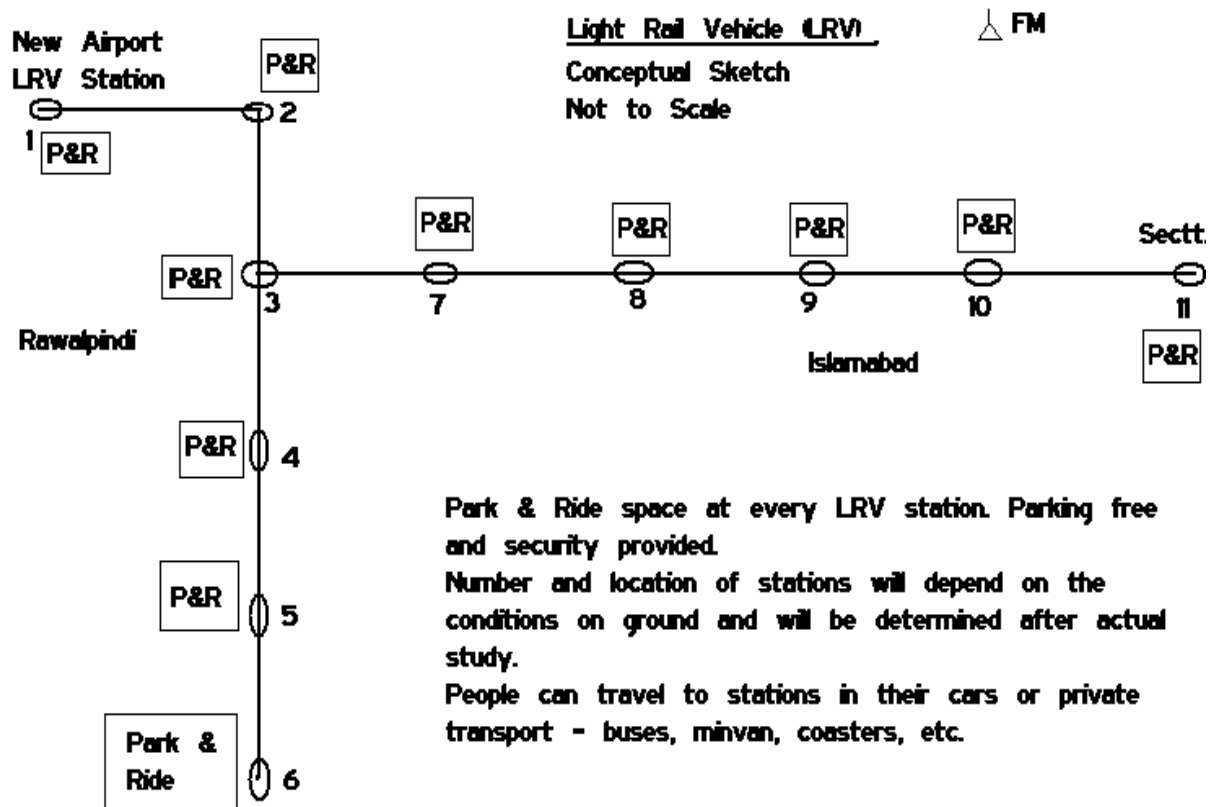 New Airport
LRV Station
P&R
Light Rail Vehicle (LRV)
Conceptual Sketch
Not to Scale
FM
1
P&R
2
P&R
P&R
P&R
P&R
Sectt.
P&R
3
7
8
9
10
11
Rawalpindi
Islamabad
P&R
P&R
4
P&R
5
Park &
Ride
6
Park & Ride space at every LRV station. Parking free
and security provided.
Number and location of stations will depend on the
conditions on ground and will be determined after actual
study.
People can travel to stations in their cars or private
transport - buses, minvan, coasters, etc.